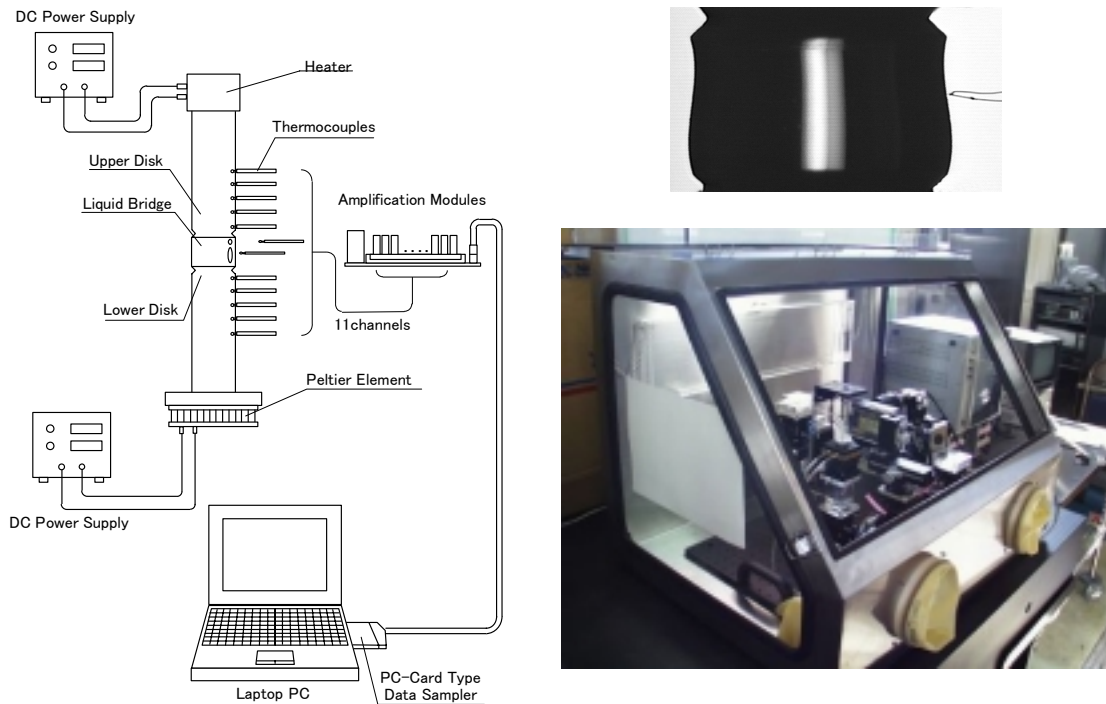 DC Power Supply
Heater
Thermocouples
Upper Disk
Liquid Bridge
Amplification Modules
Lower Disk
11channels
Peltier Element
DC Power Supply
Laptop PC
PC-Card Type
Data Sampler